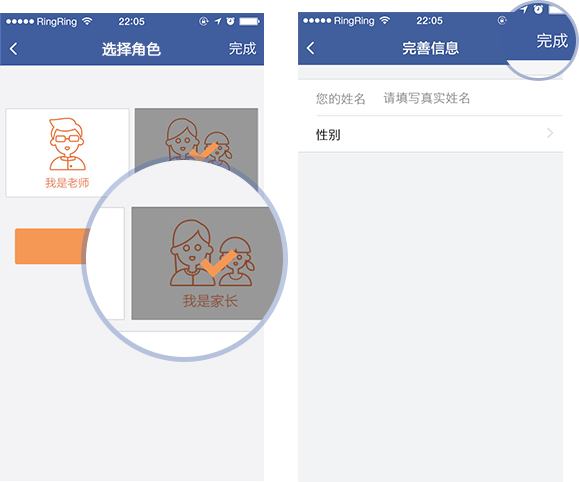 RingRing 22:05
选择角色 完成
我是老师
我是家长
RingRing 22:05
完善信息 完成
您的姓名 请填写真实姓名
性别